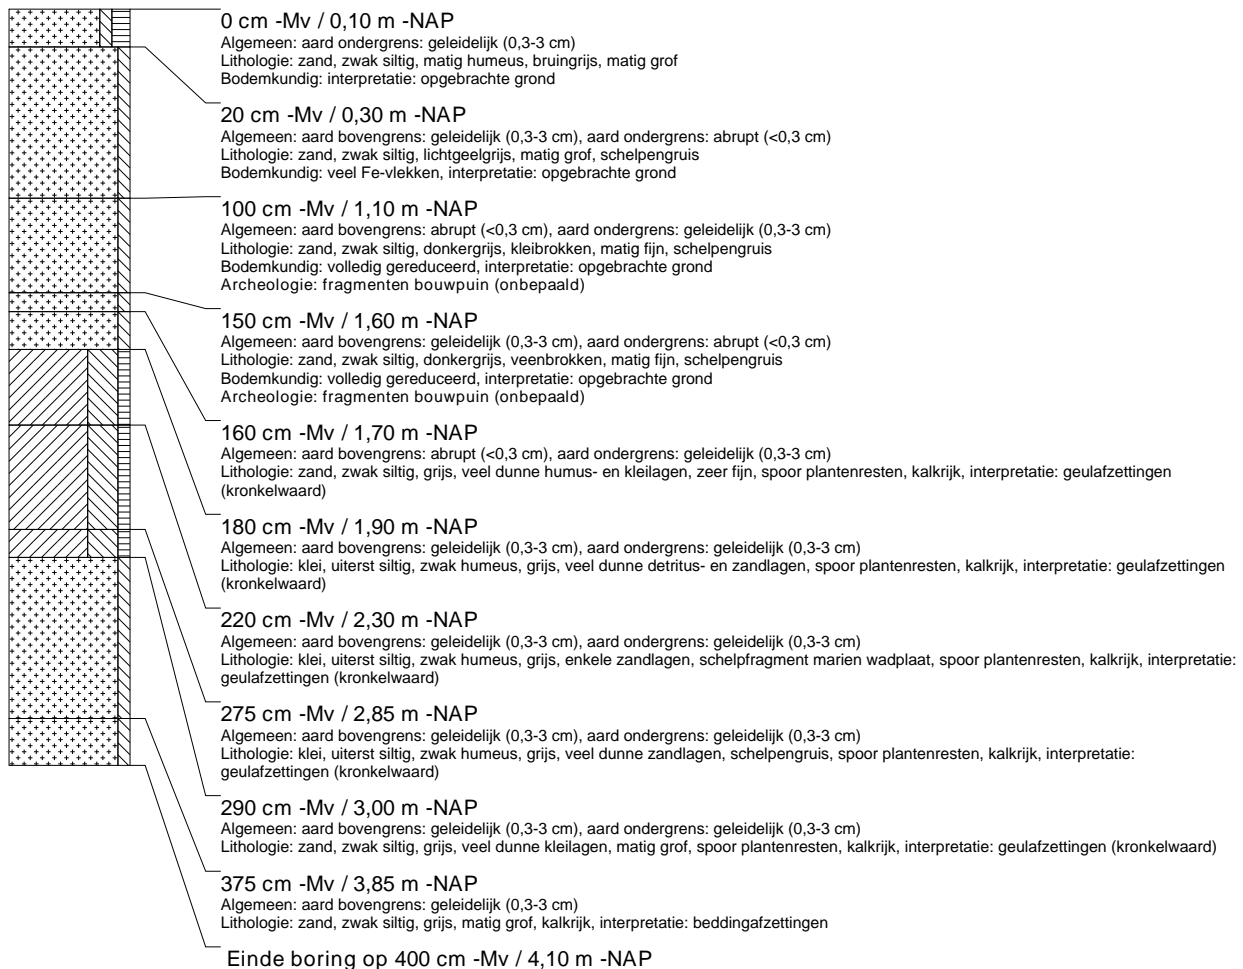 0 cm -Mv / 0,10 m -NAP
Algemeen: aard ondergrens: geleidelijk (0,3-3 cm)
Lithologie: zand, zwak siltig, matig humeus, bruingrijs, matig grof
Bodemkundig: interpretatie: opgebrachte grond
20 cm -Mv / 0,30 m -NAP
Algemeen: aard bovengrens: geleidelijk (0,3-3 cm), aard ondergrens: abrupt (<0,3 cm)
Lithologie: zand, zwak siltig, lichtgeelgrijs, matig grof, schelpengruis
Bodemkundig: veel Fe-vlekken, interpretatie: opgebrachte grond
100 cm -Mv / 1,10 m -NAP
Algemeen: aard bovengrens: abrupt (<0,3 cm), aard ondergrens: geleidelijk (0,3-3 cm)
Lithologie: zand, zwak siltig, donkergrijs, kleibrokken, matig fijn, schelpengruis
Bodemkundig: volledig gereduceerd, interpretatie: opgebrachte grond
Archeologie: fragmenten bouwpuin (onbepaald)
150 cm -Mv / 1,60 m -NAP
Algemeen: aard bovengrens: geleidelijk (0,3-3 cm), aard ondergrens: abrupt (<0,3 cm)
Lithologie: zand, zwak siltig, donkergrijs, veenbrokken, matig fijn, schelpengruis
Bodemkundig: volledig gereduceerd, interpretatie: opgebrachte grond
Archeologie: fragmenten bouwpuin (onbepaald)
160 cm -Mv / 1,70 m -NAP
Algemeen: aard bovengrens: abrupt (<0,3 cm), aard ondergrens: geleidelijk (0,3-3 cm)
Lithologie: zand, zwak siltig, grijs, veel dunne humus- en kleilagen, zeer fijn, spoor plantenresten, kalkrijk, interpretatie: geulafzettingen
(kronkelwaard)
180 cm -Mv / 1,90 m -NAP
Algemeen: aard bovengrens: geleidelijk (0,3-3 cm), aard ondergrens: geleidelijk (0,3-3 cm)
Lithologie: klei, uiterst siltig, zwak humeus, grijs, veel dunne detritus- en zandlagen, spoor plantenresten, kalkrijk, interpretatie: geulafzettingen
(kronkelwaard)
220 cm -Mv / 2,30 m -NAP
Algemeen: aard bovengrens: geleidelijk (0,3-3 cm), aard ondergrens: geleidelijk (0,3-3 cm)
Lithologie: klei, uiterst siltig, zwak humeus, grijs, enkele zandlagen, schelpfragment marien wadplaat, spoor plantenresten, kalkrijk, interpretatie:
geulafzettingen (kronkelwaard)
275 cm -Mv / 2,85 m -NAP
Algemeen: aard bovengrens: geleidelijk (0,3-3 cm), aard ondergrens: geleidelijk (0,3-3 cm)
Lithologie: klei, uiterst siltig, zwak humeus, grijs, veel dunne zandlagen, schelpengruis, spoor plantenresten, kalkrijk, interpretatie:
geulafzettingen (kronkelwaard)
290 cm -Mv / 3,00 m -NAP
Algemeen: aard bovengrens: geleidelijk (0,3-3 cm), aard ondergrens: geleidelijk (0,3-3 cm)
Lithologie: zand, zwak siltig, grijs, veel dunne kleilagen, matig grof, spoor plantenresten, kalkrijk, interpretatie: geulafzettingen (kronkelwaard)
375 cm -Mv / 3,85 m -NAP
Algemeen: aard bovengrens: geleidelijk (0,3-3 cm)
Lithologie: zand, zwak siltig, grijs, matig grof, kalkrijk, interpretatie: beddingafzettingen
Einde boring op 400 cm -Mv / 4,10 m -NAP